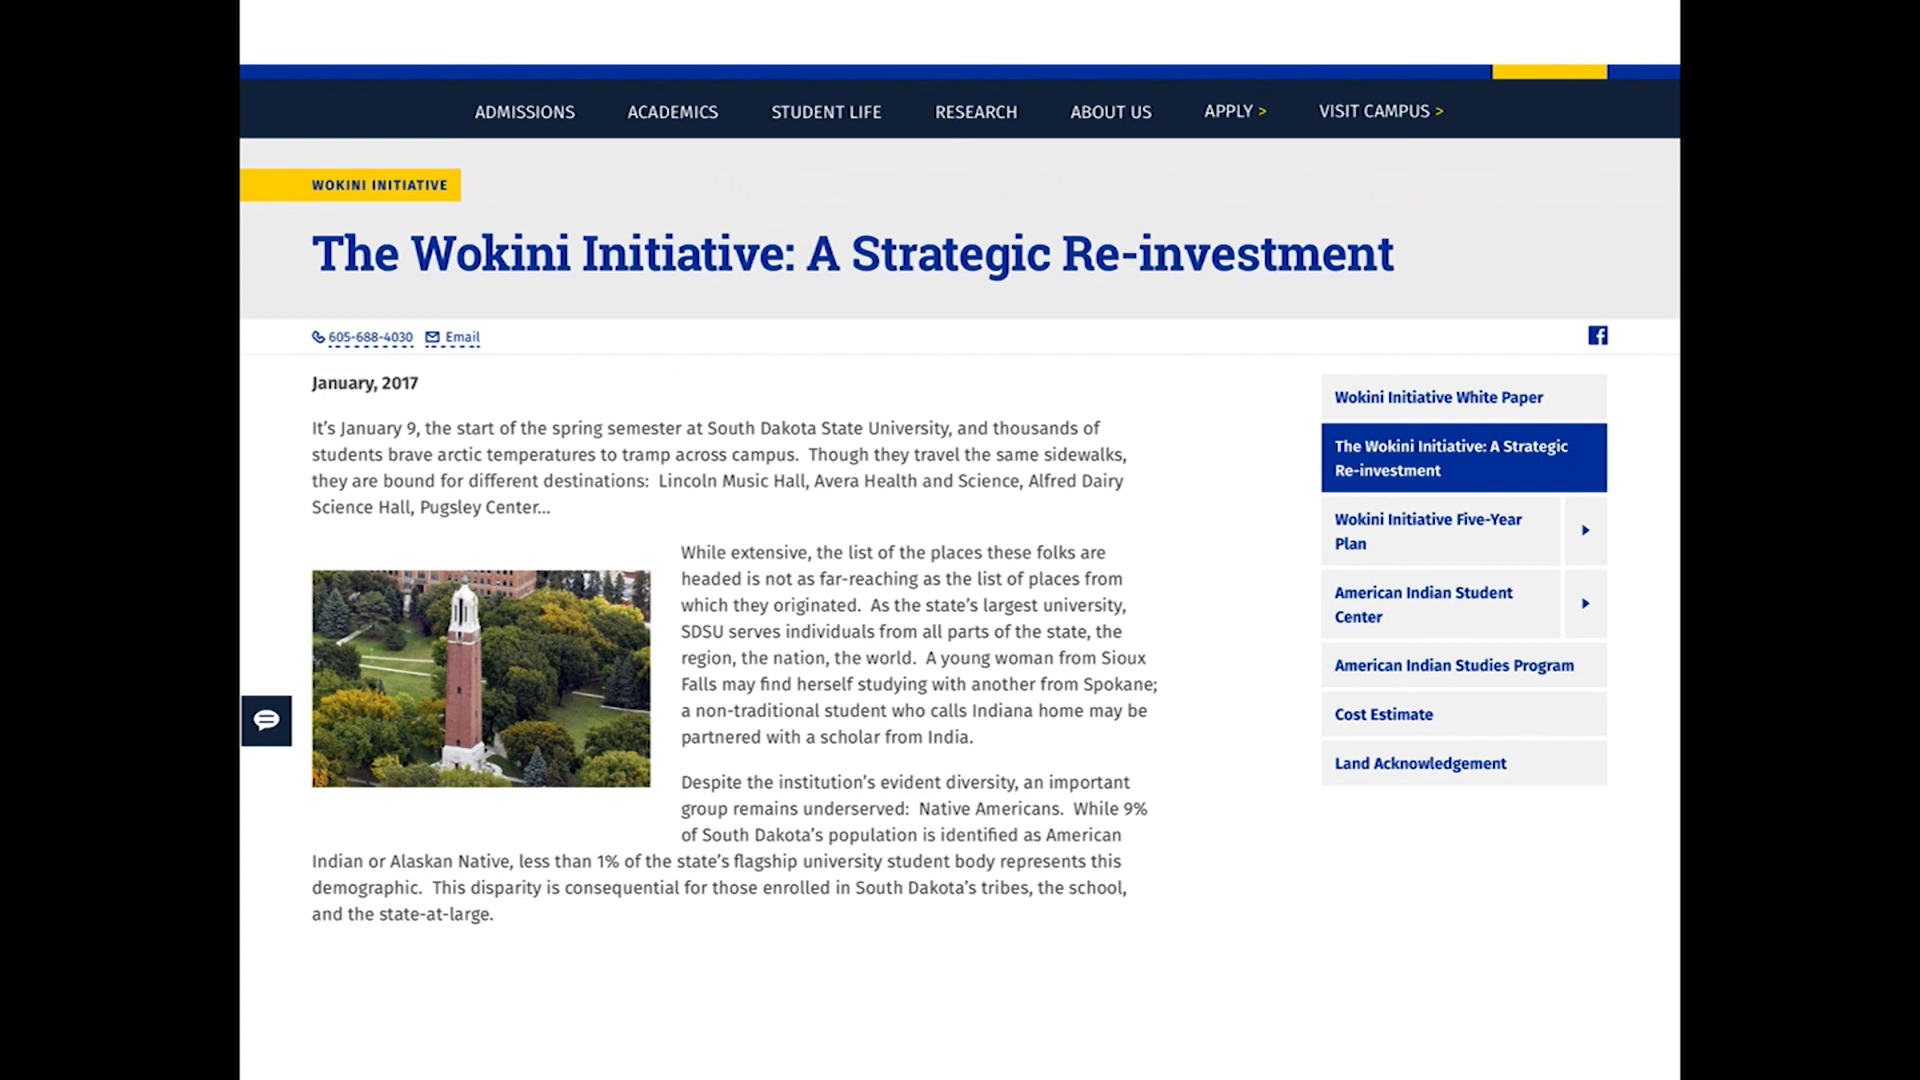 ADMISSIONS ACADEMICS STUDENT LIFE RESEARCH ABOUT US APPLY > VISIT CAMPUS >
WOKINI INITIATIVE
The Wokini Initiative: A Strategic Re-investment
605-688-4030 Email
January, 2017
It's January 9, the start of the spring semester at South Dakota State University, and thousands of
students brave arctic temperatures to tramp across campus.  Though they travel the same sidewalks,
they are bound for different destinations:  Lincoln Music Hall, Avera Health and Science, Alfred Dairy
Science Hall, Pugsley Center...
While extensive, the list of the places these folks are
headed is not as far-reaching as the list of places from
which they originated.  As the state's largest university,
SDSU serves individuals from all parts of the state, the
region, the nation, the world.  A young woman from Sioux
Falls may find herself studying with another from Spokane;
a non-traditional student who calls Indiana home may be
partnered with a scholar from India.
Despite the institution's evident diversity, an important
group remains underserved:  Native Americans.  While 9%
of South Dakota's population is identified as American
Indian or Alaskan Native, less than 1% of the state's flagship university student body represents this
demographic.  This disparity is consequential for those enrolled in South Dakota's tribes, the school,
and the state-at-large.
Wokini Initiative White Paper
The Wokini Initiative: A Strategic
Re-investment
Wokini Initiative Five-Year
Plan
American Indian Student
Center
American Indian Studies Program
Cost Estimate
Land Acknowledgement